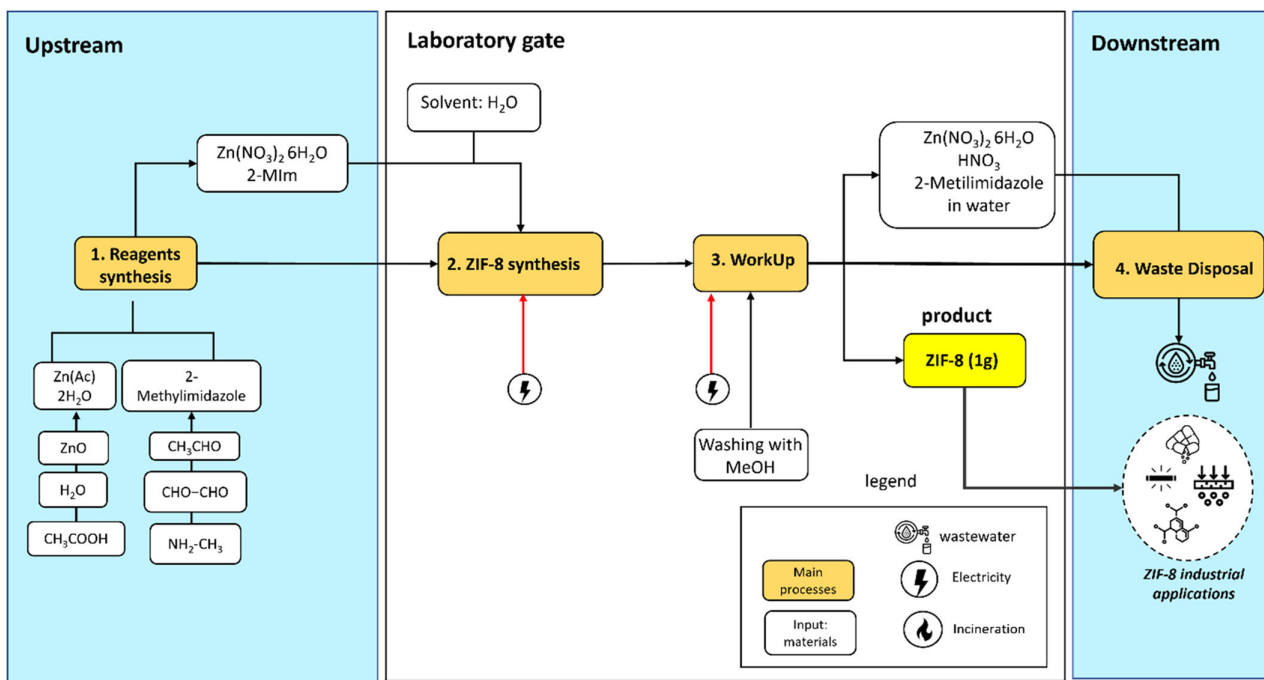 Upstream
Laboratory gate
Downstream
Solvent: H₂O
Zn(NO₃)₂ 6H₂O
2-MIm
Zn(NO₃)₂ 6H₂O
HNO₃
2-Metilimidazole
in water
1. Reagents
synthesis
2. ZIF-8 synthesis
3. WorkUp
4. Waste Disposal
product
ZIF-8 (1g)
Zn(Ac)
2H₂O
2-
Methylimidazole
ZnO
CH₃CHO
H₂O
CHO–CHO
CH₃COOH
NH₂-CH₃
Washing with
MeOH
legend
wastewater
Main
processes
Electricity
Input:
materials
Incineration
ZIF-8 industrial
applications